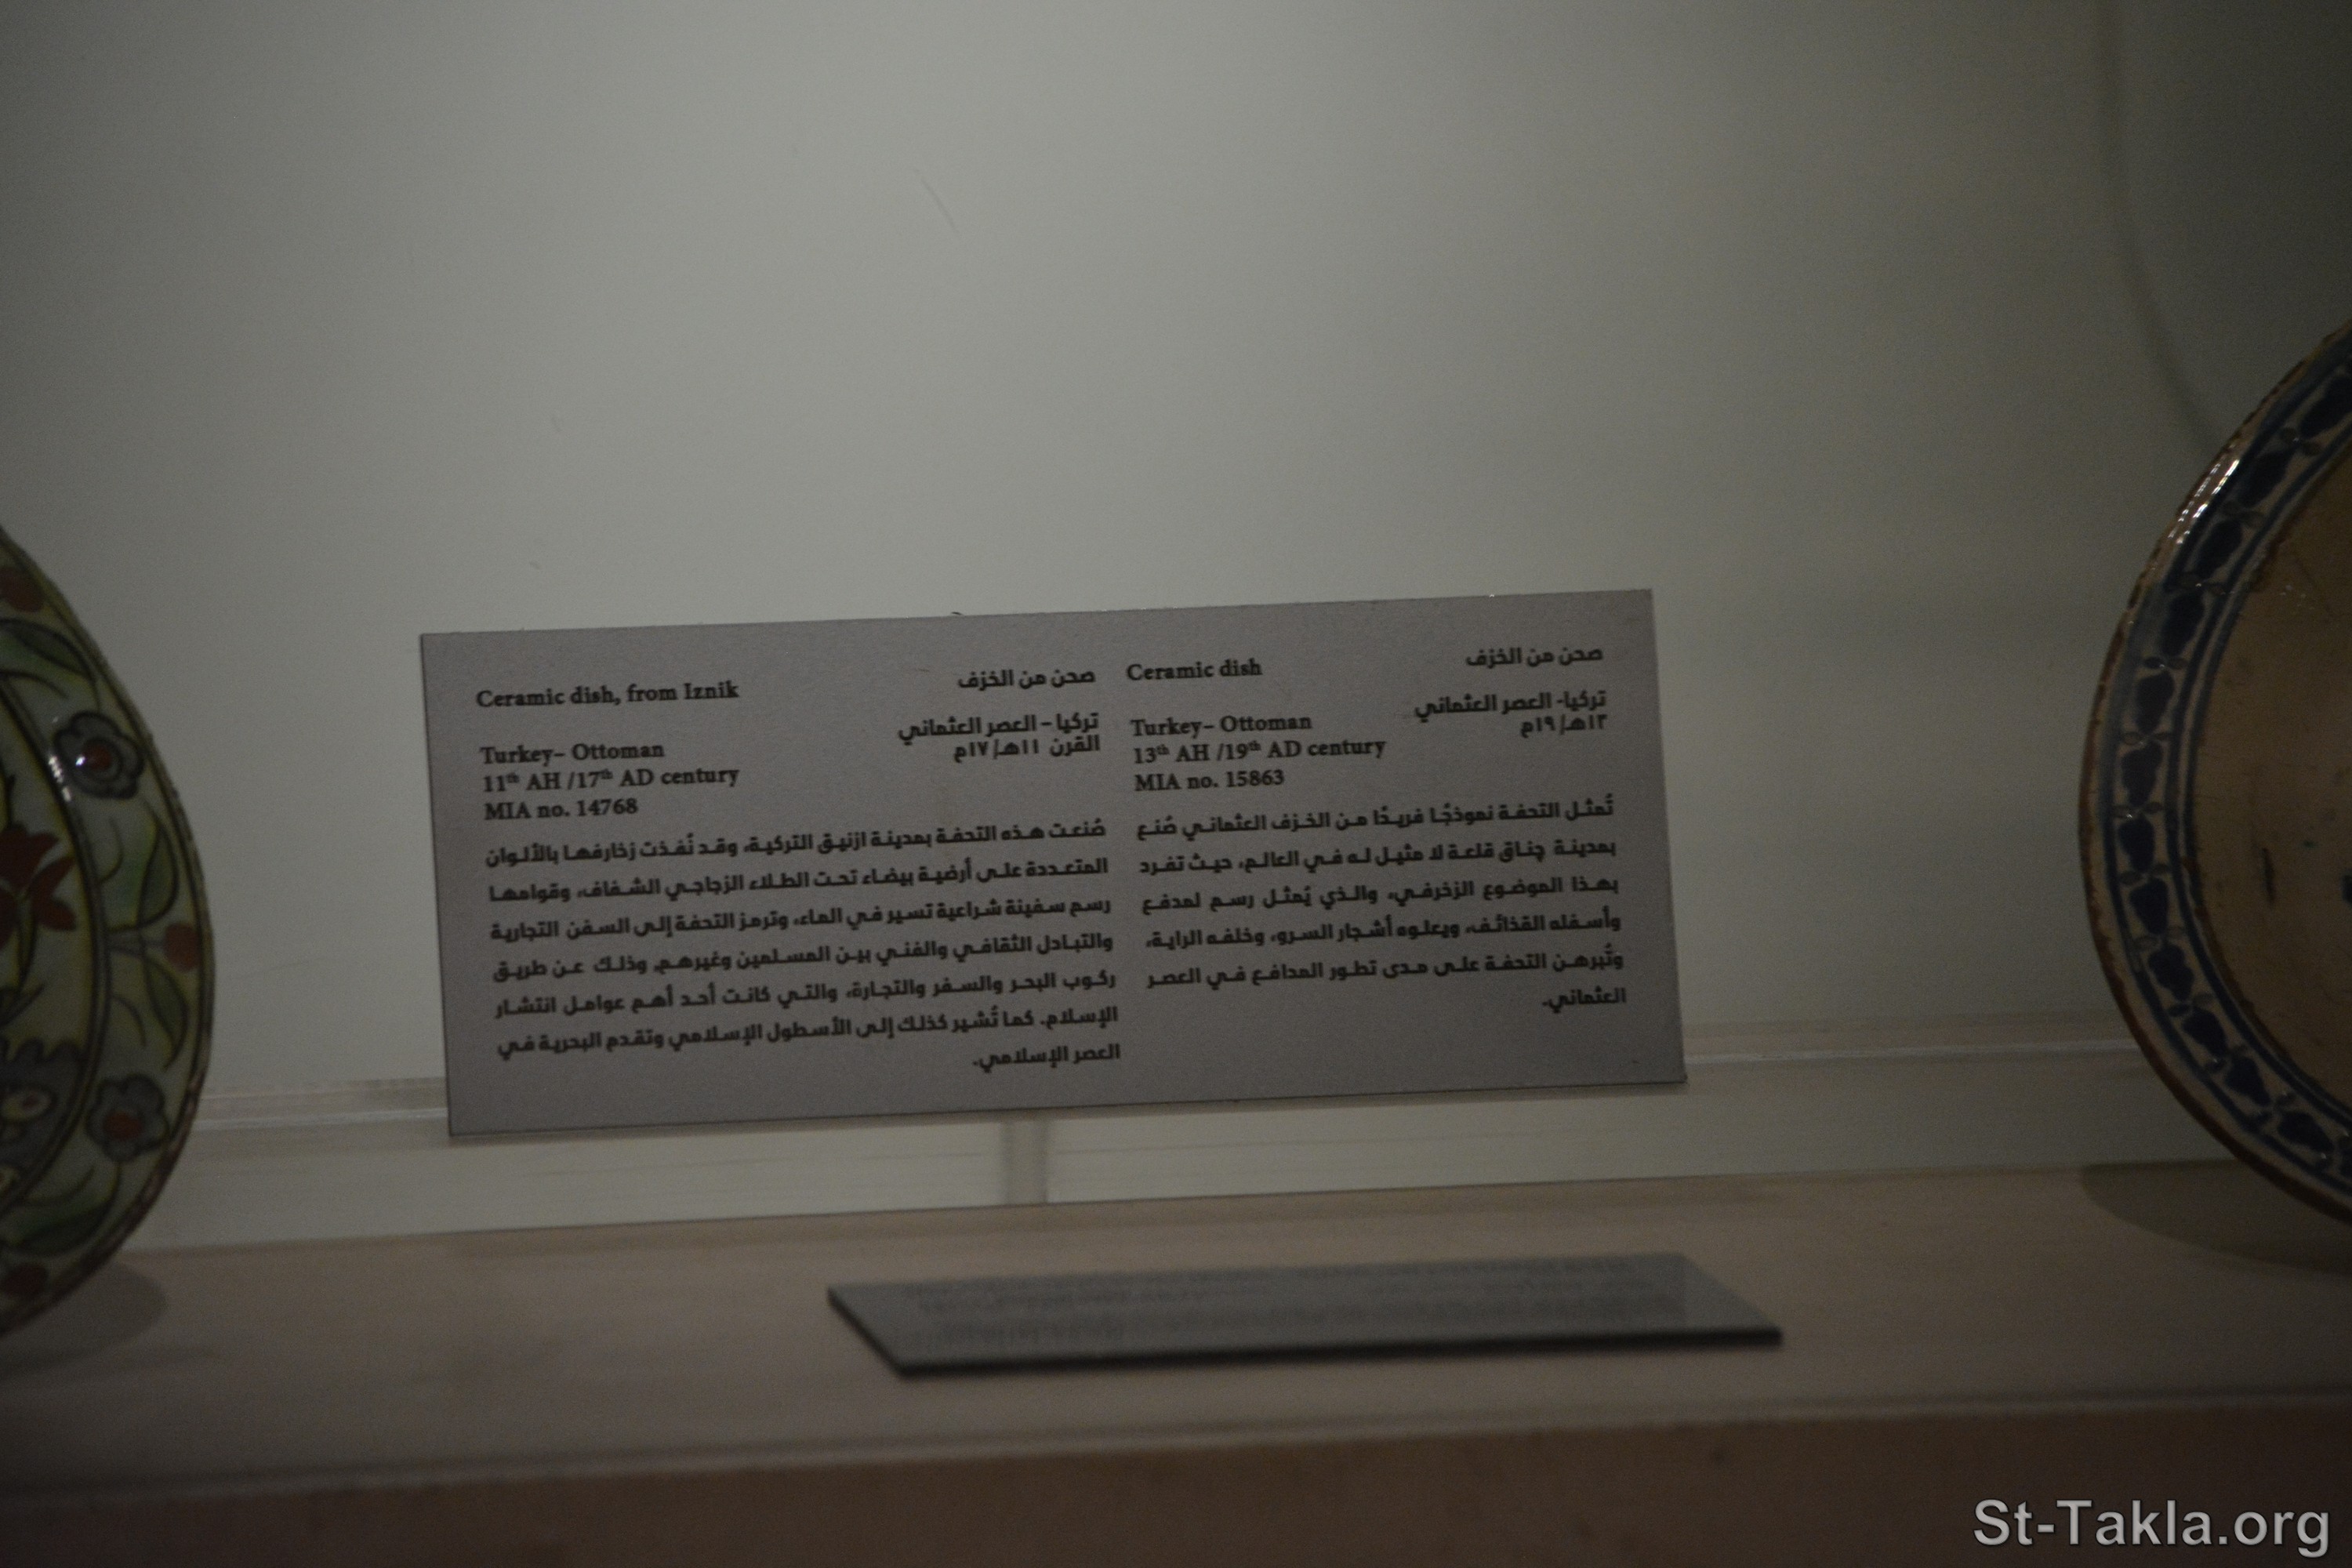 Ceramic dish, from Iznik
صحن من الخزف
تركيا – العصر العثماني
القرن ١١هـ/١٧م
Turkey– Ottoman
11th AH /17th AD century
MIA no. 14768
صُنعت هذه التحفة بمدينة ازنيق التركية، وقد نُفذت زخارفها بالألوان
المتعددة على أرضية بيضاء تحت الطلاء الزجاجي الشفاف، وقوامها
رسم سفينة شراعية تسير في الماء، وترمز التحفة إلى السفن التجارية
والتبادل الثقافي والفني بين المسلمين وغيرهم، وذلك عن طريق
ركوب البحر والسفر والتجارة، والتي كانت أحد أهم عوامل انتشار
الإسلام. كما تُشير كذلك إلى الأسطول الإسلامي وتقدم البحرية في
العصر الإسلامي.
Ceramic dish
صحن من الخزف
تركيا- العصر العثماني
١٣هـ/١٩م
Turkey– Ottoman
13th AH /19th AD century
MIA no. 15863
تُمثل التحفة نموذجًا فريدًا من الخزف العثماني صُنع
بمدينة چناق قلعة لا مثيل له في العالم، حيث تفرد
بهذا الموضوع الزخرفي، والذي يُمثل رسم لمدفع
وأسفله القذائف، ويعلوه أشجار السرو، وخلفه الراية،
وتُبرهن التحفة على مدى تطور المدافع في العصر
العثماني.
St-Takla.org